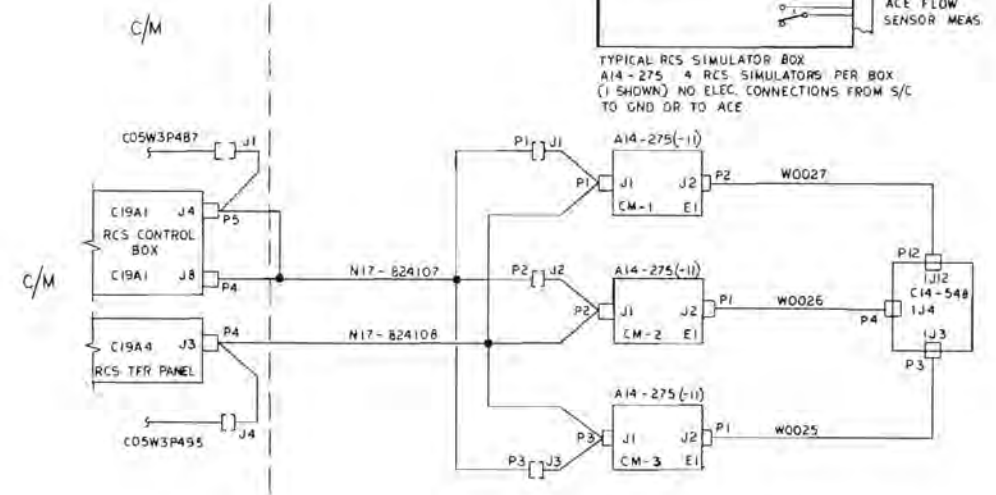 C/M
ACE FLOW
SENSOR MEAS
TYPICAL RCS SIMULATOR BOX
A14-275 4 RCS SIMULATORS PER BOX
(1 SHOWN) NO ELEC. CONNECTIONS FROM S/C
TO GND OR TO ACE
C05W3P487
J1
C19A1 J4
P5
RCS CONTROL
BOX
C19A1 J8
P4
C/M
N17-824107
P4
C19A4 J3
RCS TFR PANEL
N17-824108
C05W3P495
J4
P1 J1
A14-275(-11)
P1
J1 J2
P2
W0027
CM-1 E1
P2 J2
A14-275(-11)
P2
J1 J2
P1
W0026
CM-2 E1
A14-275(-11)
P3
J1 J2
P1
W0025
CM-3 E1
P3 J3
P12
1J12
C14-548
P4
1J4
1J3
P3